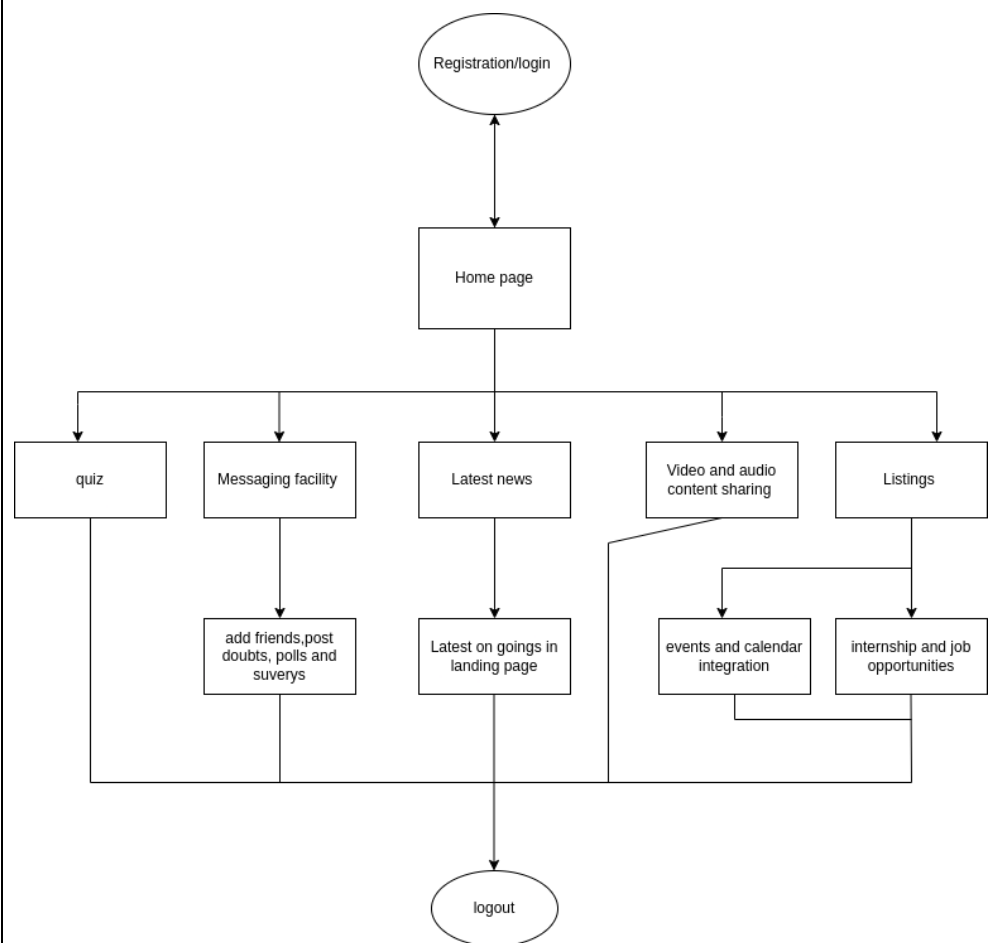 Registration/login
Home page
quiz
Messaging facility
Latest news
Video and audio
content sharing
Listings
add friends,post
doubts, polls and
suverys
Latest on goings in
landing page
events and calendar
integration
internship and job
opportunities
logout